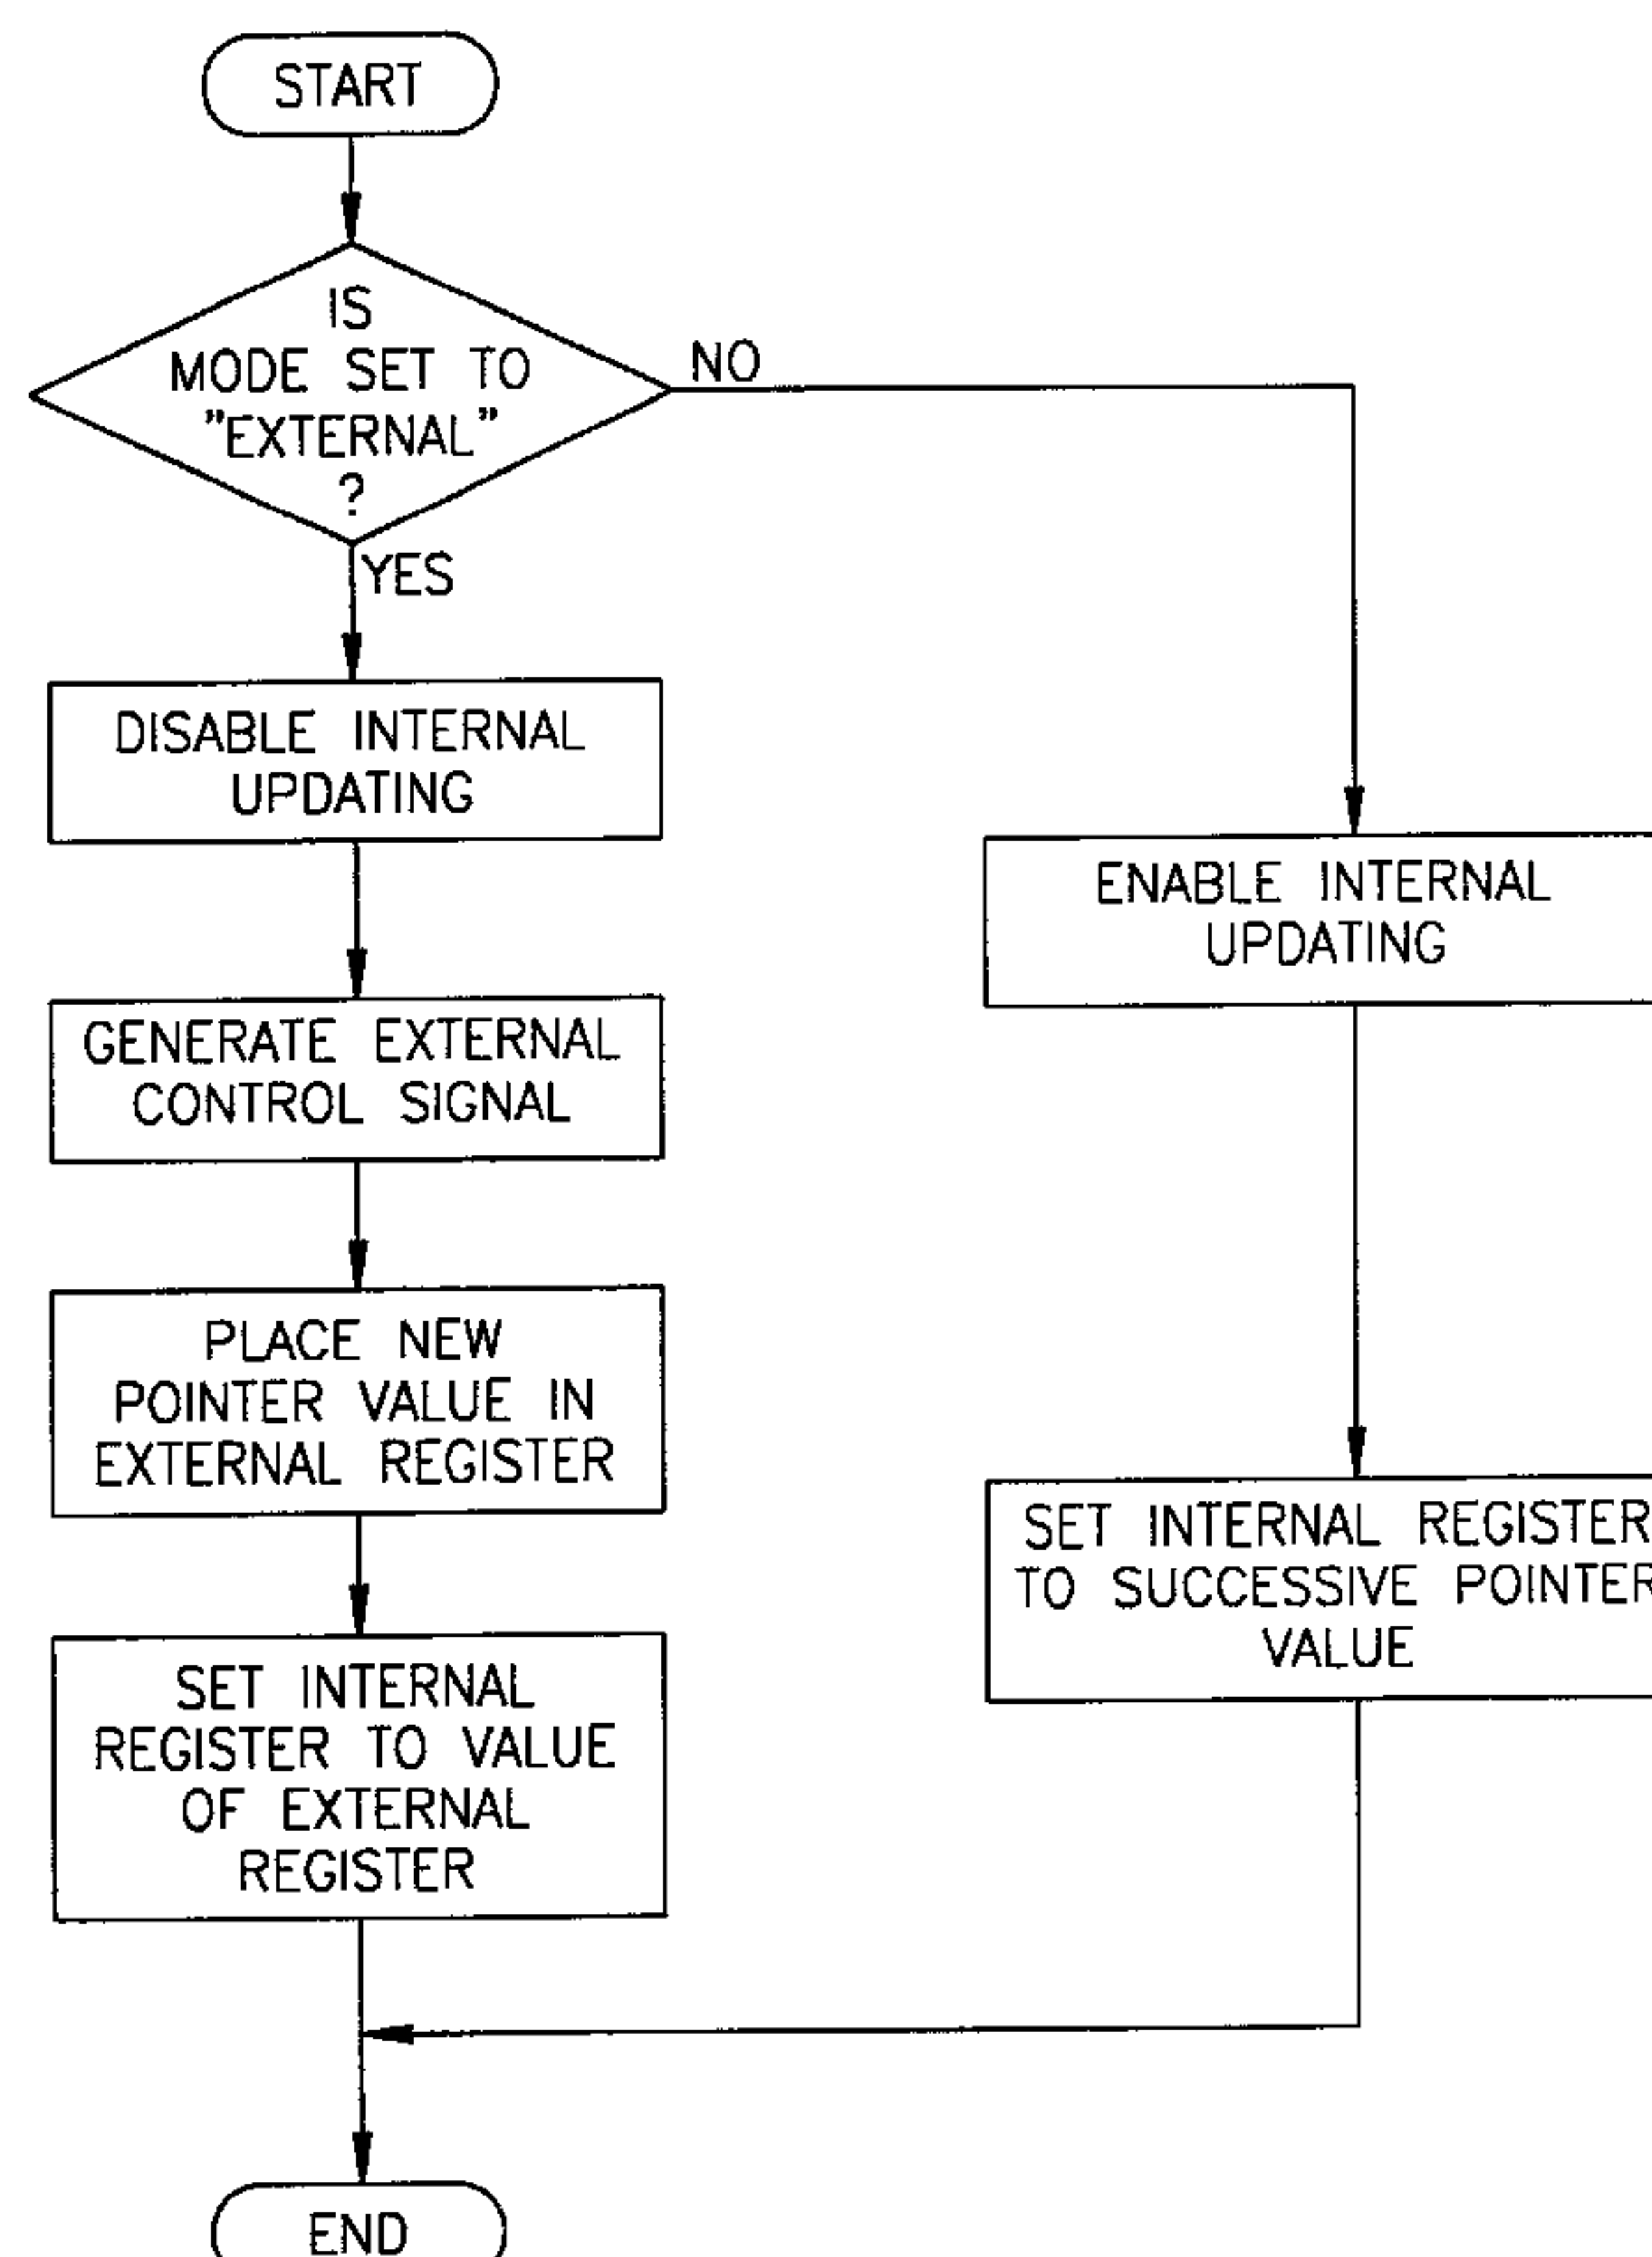 START
IS
MODE SET TO
"EXTERNAL"
?
NO
YES
DISABLE INTERNAL
UPDATING
GENERATE EXTERNAL
CONTROL SIGNAL
PLACE NEW
POINTER VALUE IN
EXTERNAL REGISTER
SET INTERNAL
REGISTER TO VALUE
OF EXTERNAL
REGISTER
ENABLE INTERNAL
UPDATING
SET INTERNAL REGISTER
TO SUCCESSIVE POINTER
VALUE
END